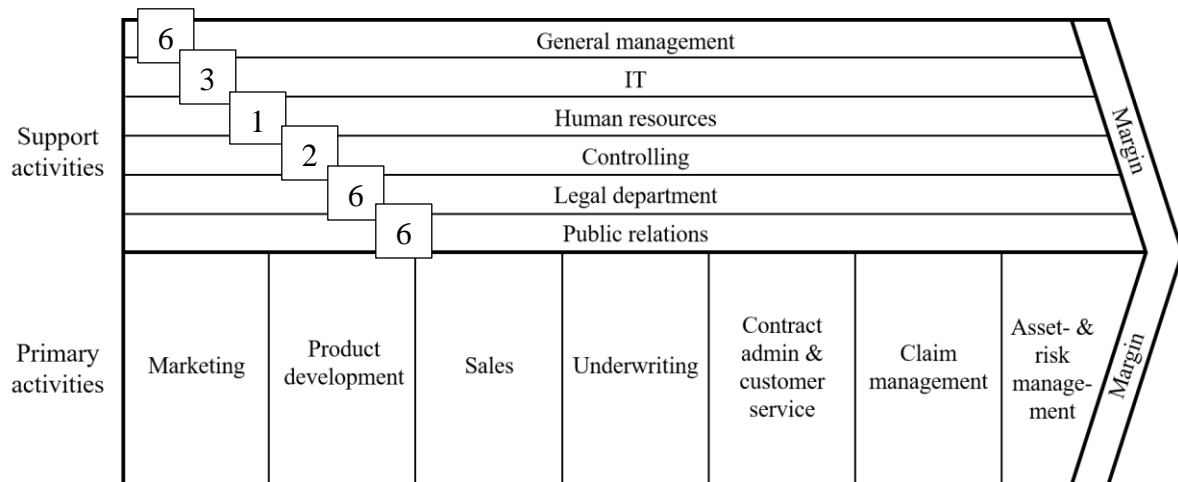 6
General management
3
IT
1
Human resources
Support
activities
2
Controlling
6
Legal department
6
Public relations
Margin
Primary
activities
Marketing
Product
development
Sales
Underwriting
Contract
admin &
customer
service
Claim
management
Asset- &
risk
manage-
ment
Margin